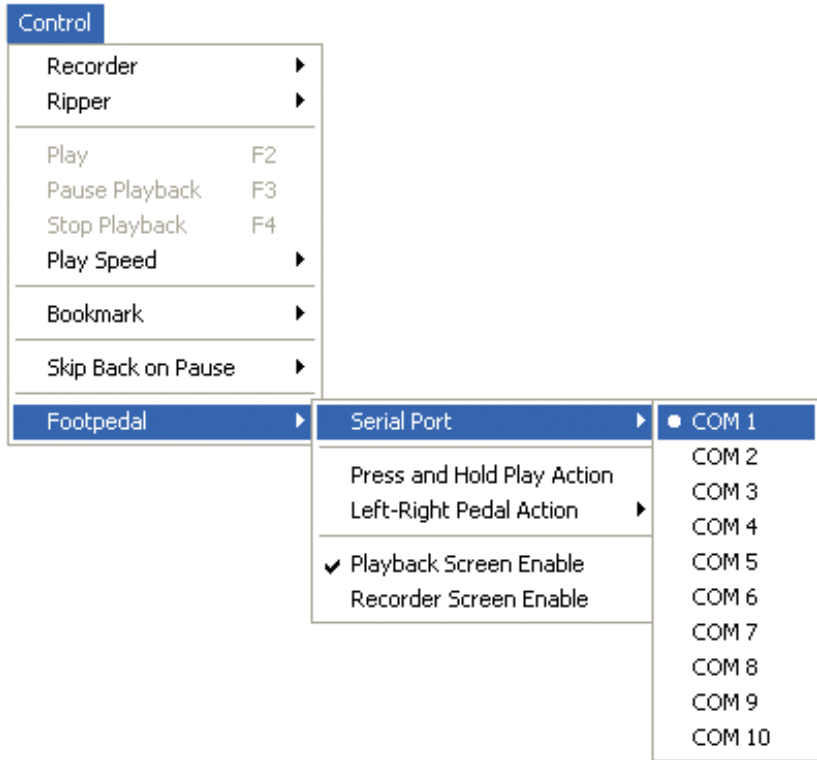 Control
Recorder
Ripper
Play F2
Pause Playback F3
Stop Playback F4
Play Speed
Bookmark
Skip Back on Pause
Footpedal
Serial Port
Press and Hold Play Action
Left-Right Pedal Action
Playback Screen Enable
Recorder Screen Enable
COM 1
COM 2
COM 3
COM 4
COM 5
COM 6
COM 7
COM 8
COM 9
COM 10